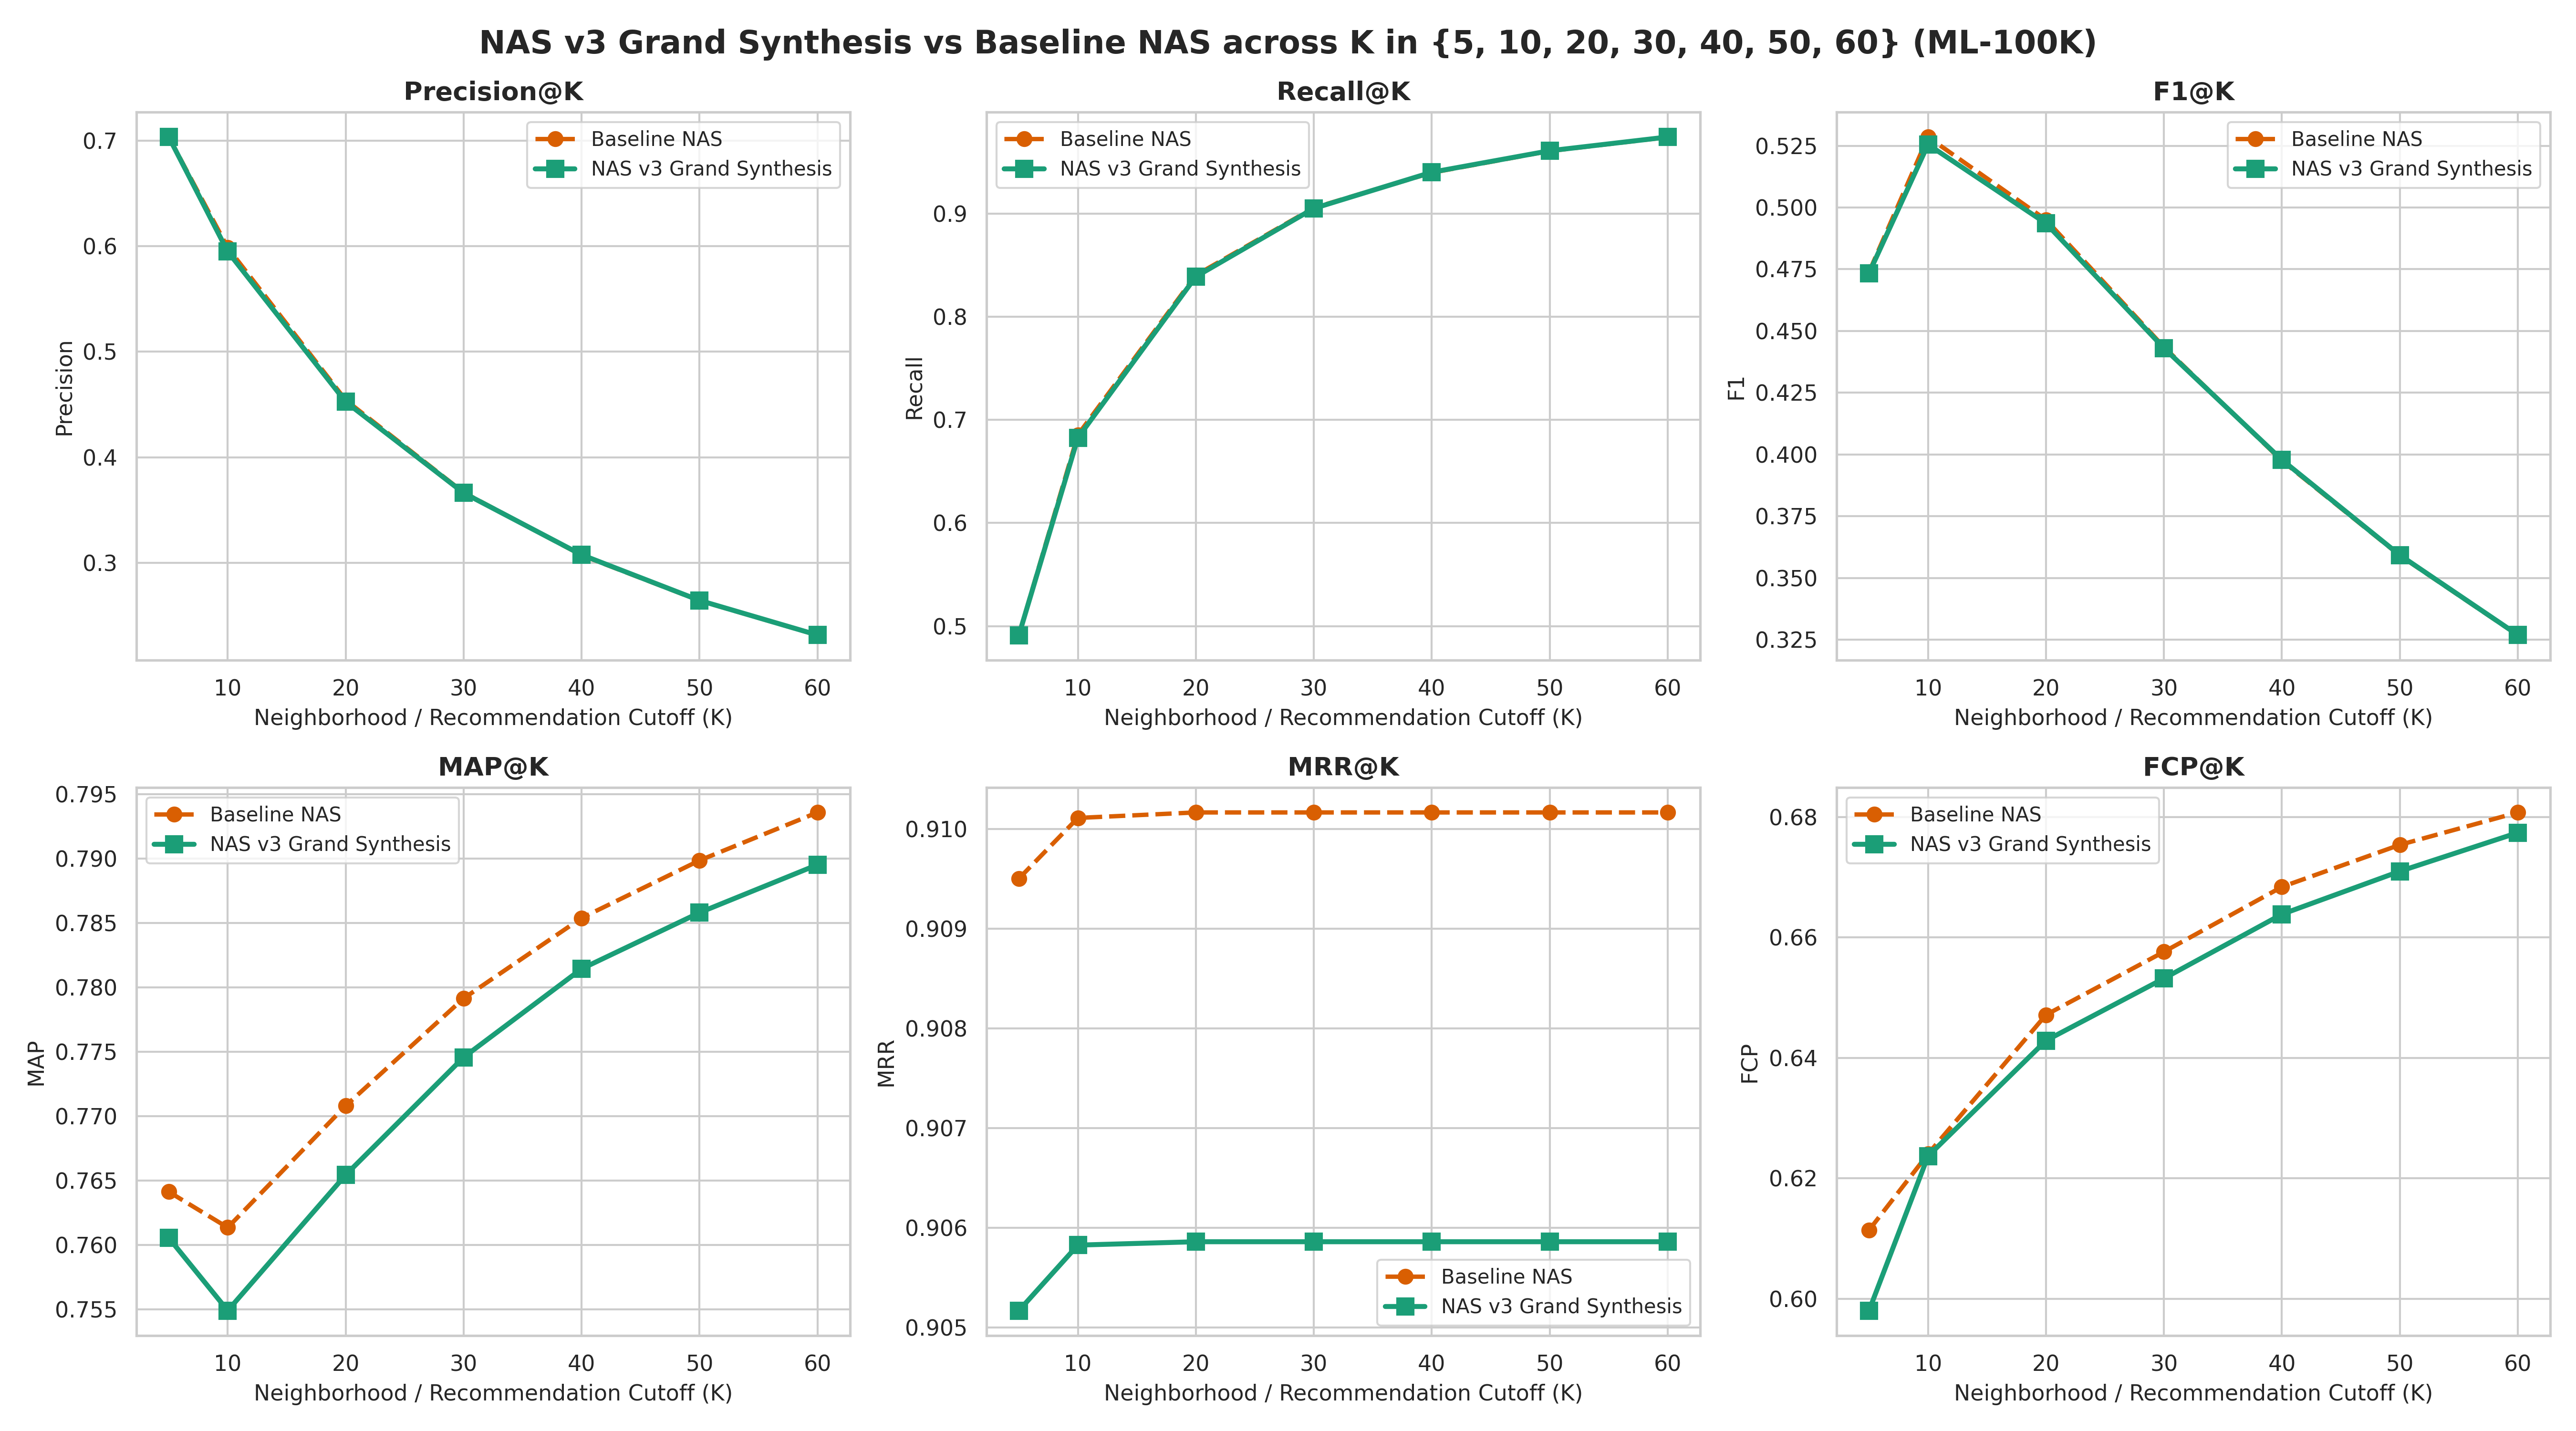 NAS v3 Grand Synthesis vs Baseline NAS across K in {5, 10, 20, 30, 40, 50, 60} (ML-100K)
Precision@K
Baseline NAS
NAS v3 Grand Synthesis
0.7
0.6
0.5
0.4
0.3
Precision
10 20 30 40 50 60
Neighborhood / Recommendation Cutoff (K)
Recall@K
Baseline NAS
NAS v3 Grand Synthesis
0.9
0.8
0.7
0.6
0.5
Recall
10 20 30 40 50 60
Neighborhood / Recommendation Cutoff (K)
F1@K
Baseline NAS
NAS v3 Grand Synthesis
0.525
0.500
0.475
0.450
0.425
0.400
0.375
0.350
0.325
F1
10 20 30 40 50 60
Neighborhood / Recommendation Cutoff (K)
MAP@K
Baseline NAS
NAS v3 Grand Synthesis
0.795
0.790
0.785
0.780
0.775
0.770
0.765
0.760
0.755
MAP
10 20 30 40 50 60
Neighborhood / Recommendation Cutoff (K)
MRR@K
0.910
0.909
0.908
0.907
0.906
0.905
MRR
Baseline NAS
NAS v3 Grand Synthesis
10 20 30 40 50 60
Neighborhood / Recommendation Cutoff (K)
FCP@K
Baseline NAS
NAS v3 Grand Synthesis
0.68
0.66
0.64
0.62
0.60
FCP
10 20 30 40 50 60
Neighborhood / Recommendation Cutoff (K)